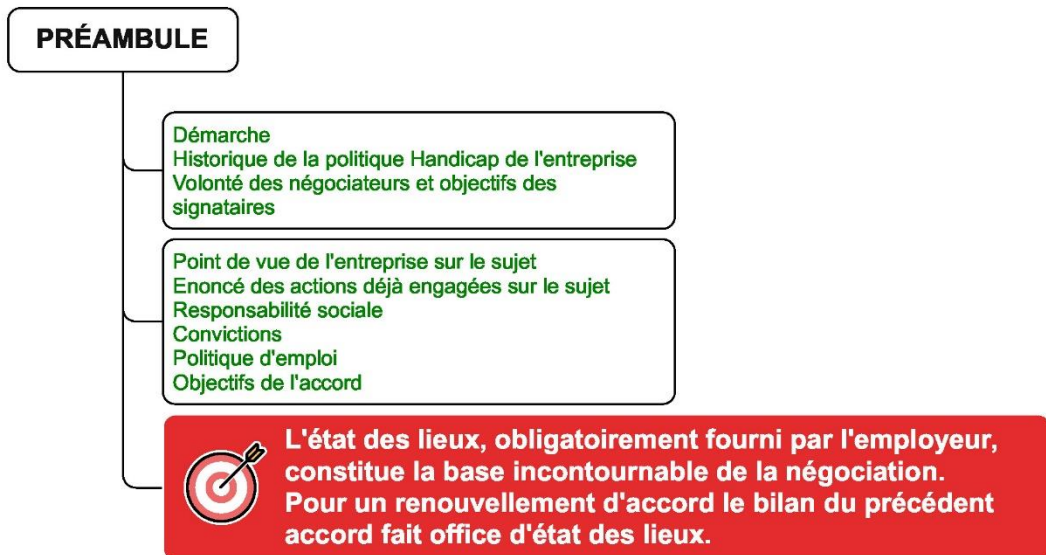 PRÉAMBULE
Démarche
Historique de la politique Handicap de l'entreprise
Volonté des négociateurs et objectifs des
signataires
Point de vue de l'entreprise sur le sujet
Enoncé des actions déjà engagées sur le sujet
Responsabilité sociale
Convictions
Politique d'emploi
Objectifs de l'accord
L'état des lieux, obligatoirement fourni par l'employeur,
constitue la base incontournable de la négociation.
Pour un renouvellement d'accord le bilan du précédent
accord fait office d'état des lieux.